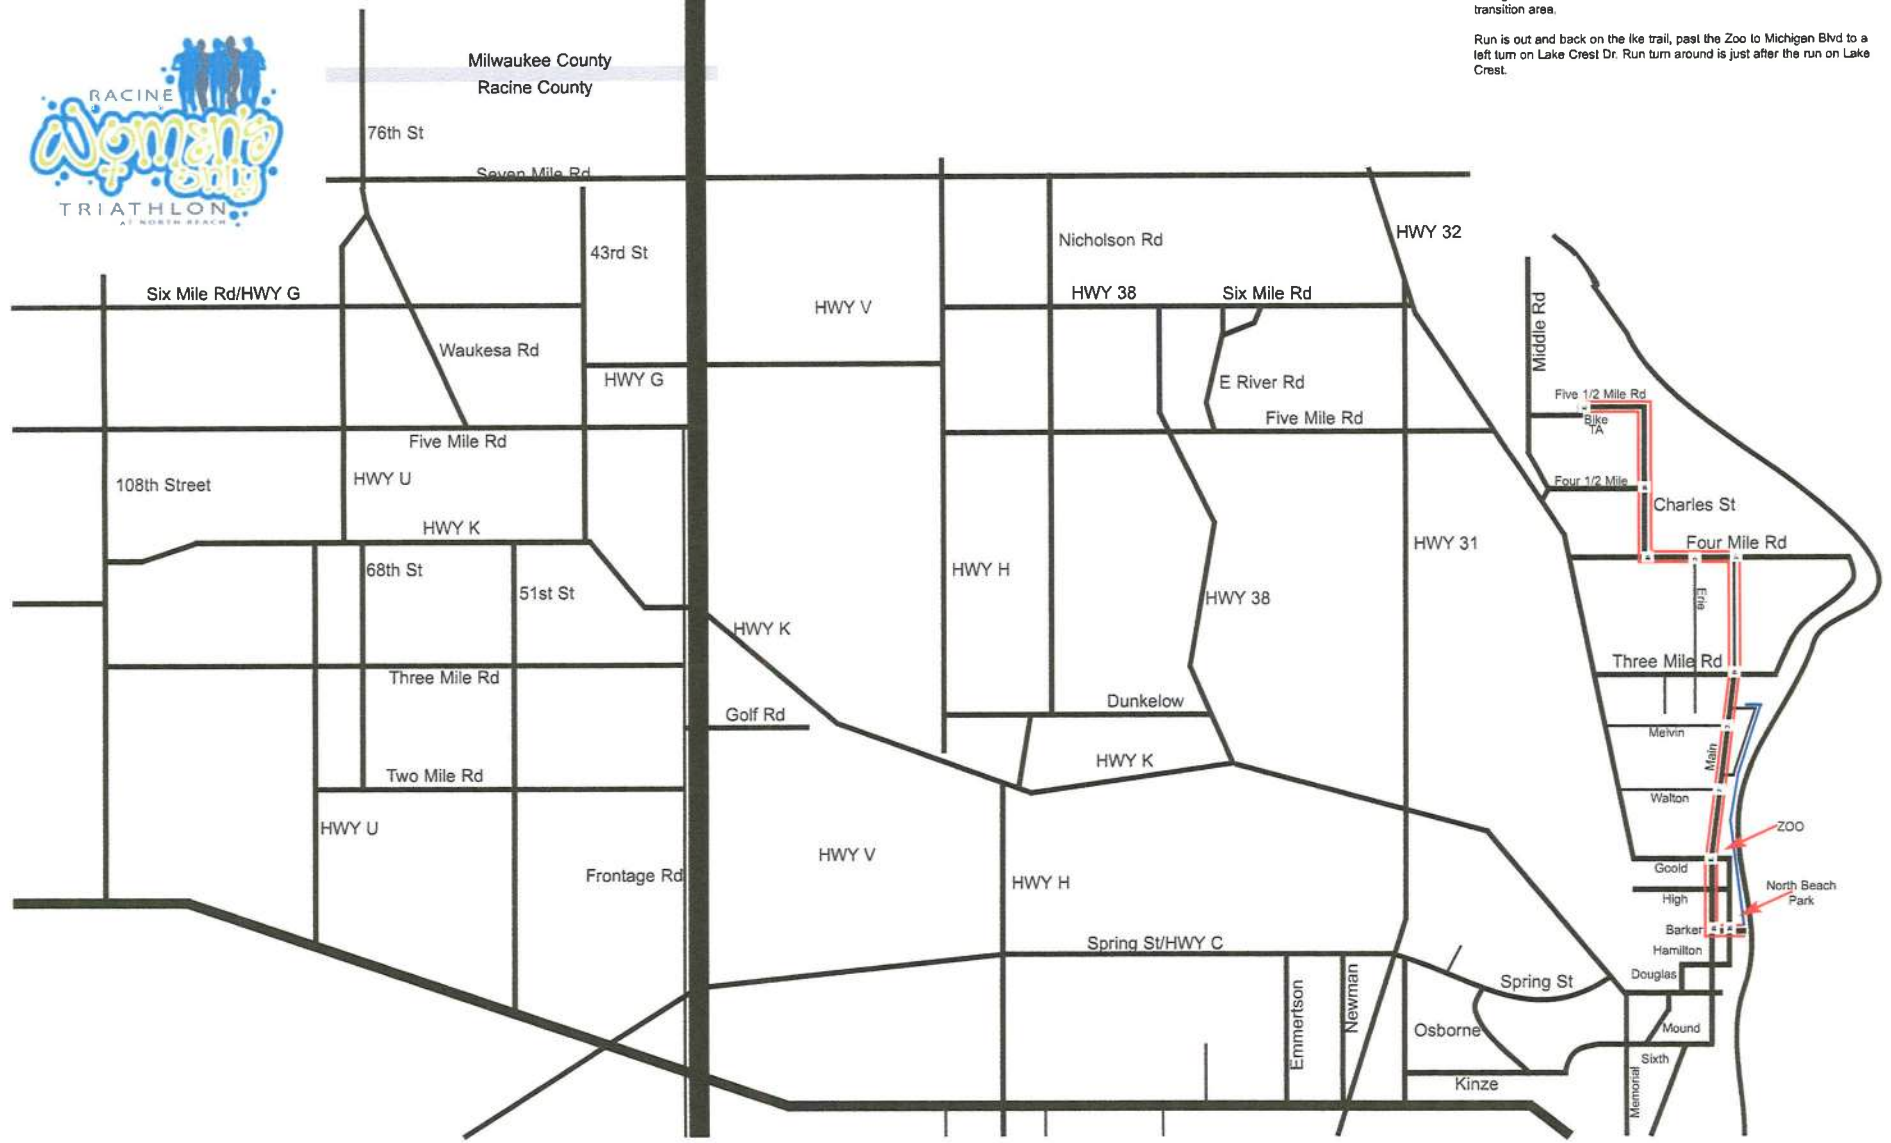 transition area.
Run is out and back on the Ike trail, past the Zoo to Michigan Blvd to a
left turn on Lake Crest Dr. Run turn around is just after the run on Lake
Crest.
RACINE
Woman's
Only
TRIATHLON
AT NORTH BEACH
Milwaukee County
Racine County
76th St
Seven Mile Rd
43rd St
Nicholson Rd
HWY 32
Six Mile Rd/HWY G
HWY V
HWY 38
Six Mile Rd
Middle Rd
Waukesa Rd
HWY G
E River Rd
Five 1/2 Mile Rd
Bike
TA
Five Mile Rd
Five Mile Rd
108th Street
HWY U
Four 1/2 Mile
Charles St
HWY K
HWY 31
Four Mile Rd
68th St
51st St
HWY H
HWY 38
Erie
HWY K
Three Mile Rd
Three Mile Rd
Golf Rd
Dunkelow
Melvin
Main
HWY K
Two Mile Rd
Walton
HWY U
ZOO
HWY V
Frontage Rd
HWY H
Goold
High
North Beach
Park
Barker
Spring St/HWY C
Hamilton
Douglas
Spring St
Emmertson
Newman
Osborne
Mound
Sixth
Kinze
Memorial